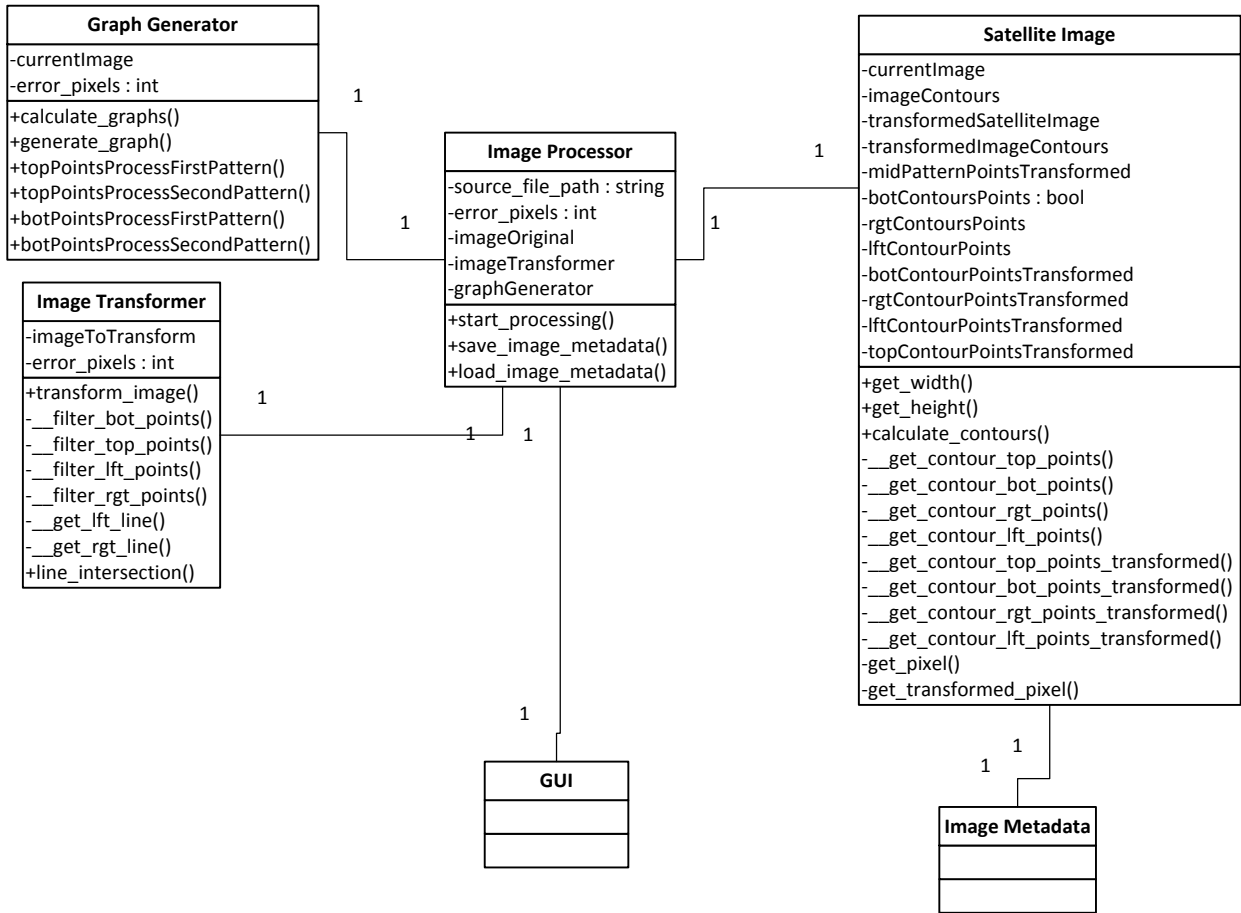 Graph Generator
-currentImage
-error_pixels : int
+calculate_graphs()
+generate_graph()
+topPointsProcessFirstPattern()
+topPointsProcessSecondPattern()
+botPointsProcessFirstPattern()
+botPointsProcessSecondPattern()
1
1
Image Transformer
-imageToTransform
-error_pixels : int
+transform_image()
-__filter_bot_points()
-__filter_top_points()
-__filter_lft_points()
-__filter_rgt_points()
-__get_lft_line()
-__get_rgt_line()
+line_intersection()
1
1
Image Processor
-source_file_path : string
-error_pixels : int
-imageOriginal
-imageTransformer
-graphGenerator
+start_processing()
+save_image_metadata()
+load_image_metadata()
1
1
1
1
GUI
Satellite Image
-currentImage
-imageContours
-transformedSatelliteImage
-transformedImageContours
-midPatternPointsTransformed
-botContoursPoints : bool
-rgtContoursPoints
-lftContourPoints
-botContourPointsTransformed
-rgtContourPointsTransformed
-lftContourPointsTransformed
-topContourPointsTransformed
+get_width()
+get_height()
+calculate_contours()
-__get_contour_top_points()
-__get_contour_bot_points()
-__get_contour_rgt_points()
-__get_contour_lft_points()
-__get_contour_top_points_transformed()
-__get_contour_bot_points_transformed()
-__get_contour_rgt_points_transformed()
-__get_contour_lft_points_transformed()
-get_pixel()
-get_transformed_pixel()
1
1
Image Metadata